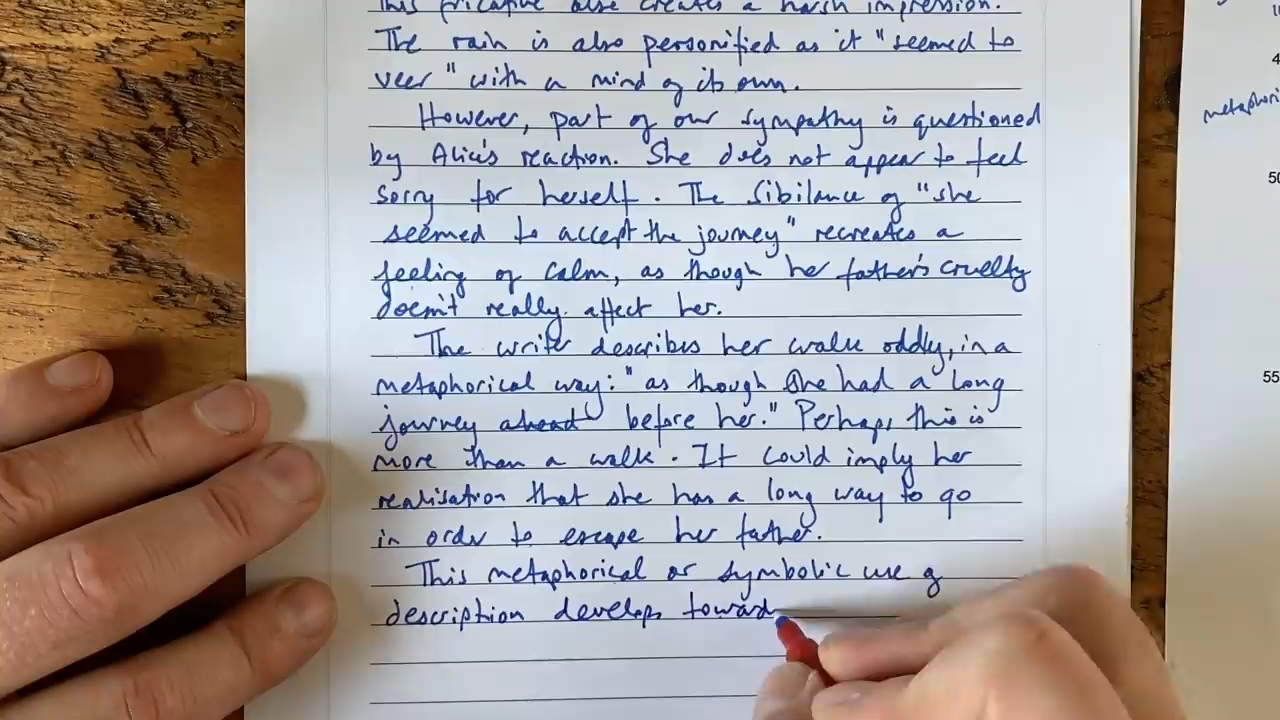 This fricative also creates a harsh impression.
The rain is also personified as it "seemed to
veer" with a mind of its own.
However, part of our sympathy is questioned
by Alice's reaction. She does not appear to feel
sorry for herself. The sibilance of "she
seemed to accept the journey" recreates a
feeling of calm, as though her father's cruelty
doesn't really affect her.
The writer describes her walk oddly, in a
metaphorical way: "as though she had a long
journey ahead before her." Perhaps this is
more than a walk. It could imply her
realisation that she has a long way to go
in order to escape her father.
This metaphorical or symbolic use of
description develops toward
4
metaphori
50
55